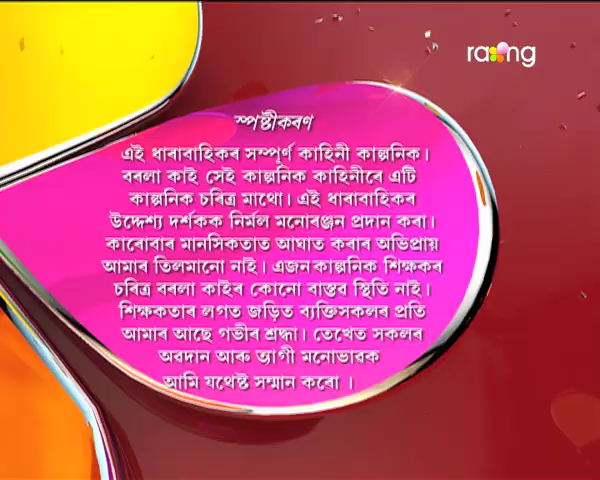 rang
স্পষ্টীকৰণ
এই ধাৰাবাহিকৰ সম্পূৰ্ণ কাহিনী কাল্পনিক।
বৰলা কাই সেই কাল্পনিক কাহিনীৰে এটি
কাল্পনিক চৰিত্ৰ মাথো। এই ধাৰাবাহিকৰ
উদ্দেশ্য দৰ্শকক নিৰ্মল মনোৰঞ্জন প্ৰদান কৰা।
কাৰোবাৰ মানসিকতাত আঘাত কৰাৰ অভিপ্ৰায়
আমাৰ তিলমানো নাই। এজন কাল্পনিক শিক্ষকৰ
চৰিত্ৰ বৰলা কাইৰ কোনো বাস্তৱ স্থিতি নাই।
শিক্ষকতাৰ লগত জড়িত ব্যক্তিসকলৰ প্ৰতি
আমাৰ আছে গভীৰ শ্ৰদ্ধা। তেখেত সকলৰ
অৱদান আৰু ত্যাগী মনোভাৱক
আমি যথেষ্ট সন্মান কৰো ।